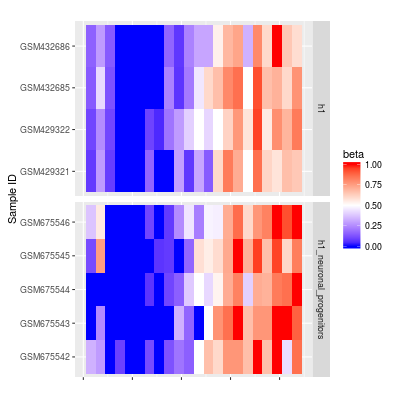 GSM432686
GSM432685
GSM429322
GSM429321
h1
GSM675546
GSM675545
GSM675544
GSM675543
GSM675542
h1_neuronal_progenitors
Sample ID
beta
1.00
0.75
0.50
0.25
0.00